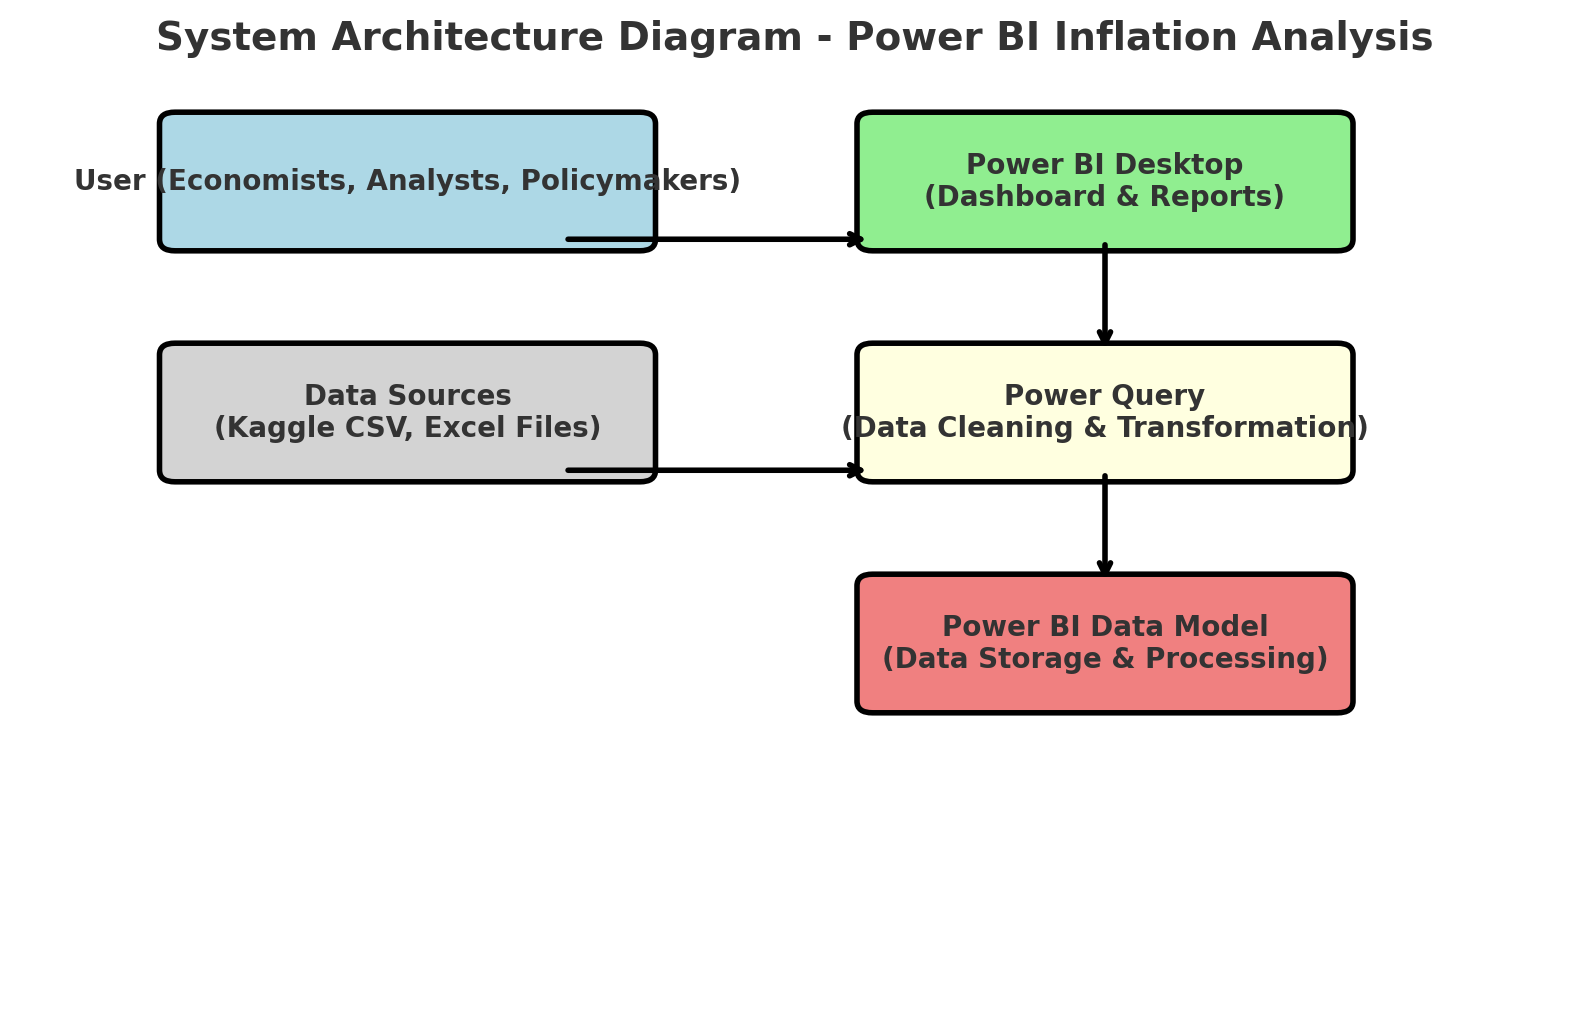 System Architecture Diagram - Power BI Inflation Analysis
User (Economists, Analysts, Policymakers)
Power BI Desktop
(Dashboard & Reports)
Data Sources
(Kaggle CSV, Excel Files)
Power Query
(Data Cleaning & Transformation)
Power BI Data Model
(Data Storage & Processing)